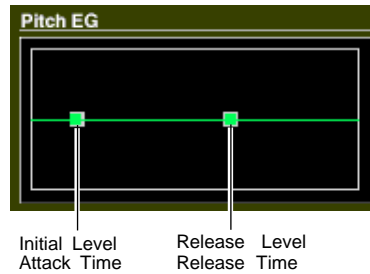 Pitch EG
Initial Level
Attack Time
Release Level
Release Time